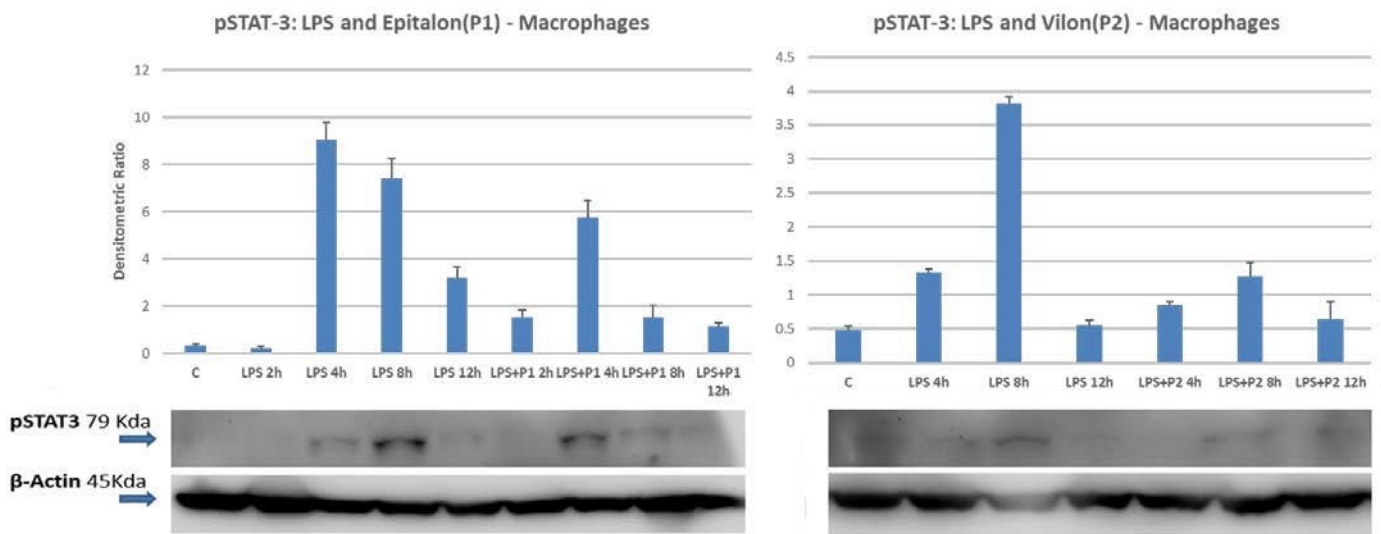 pSTAT-3: LPS and Epitalon(P1) - Macrophages
Densitometric Ratio
12
10
8
6
4
2
0
C LPS 2h LPS 4h LPS 8h LPS 12h LPS+P1 2h LPS+P1 4h LPS+P1 8h LPS+P1
12h
pSTAT-3: LPS and Vilon(P2) - Macrophages
4.5
4
3.5
3
2.5
2
1.5
1
0.5
0
C LPS 4h LPS 8h LPS 12h LPS+P2 4h LPS+P2 8h LPS+P2 12h
pSTAT3 79 Kda
β-Actin 45Kda